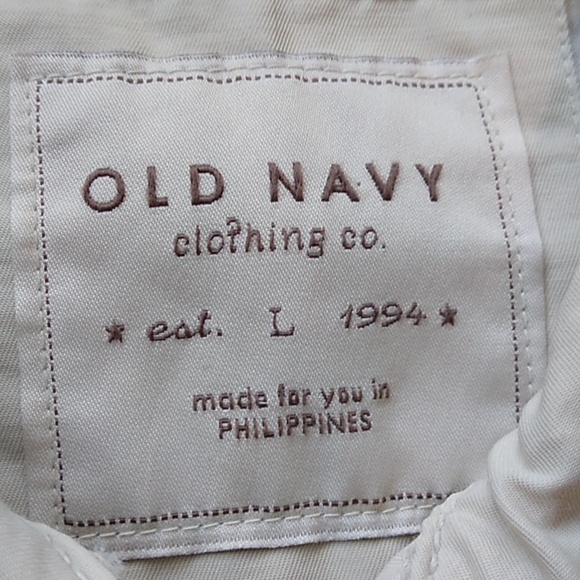 OLD NAVY
clothing co.
★ est. L 1994 ★
made for you in
PHILIPPINES